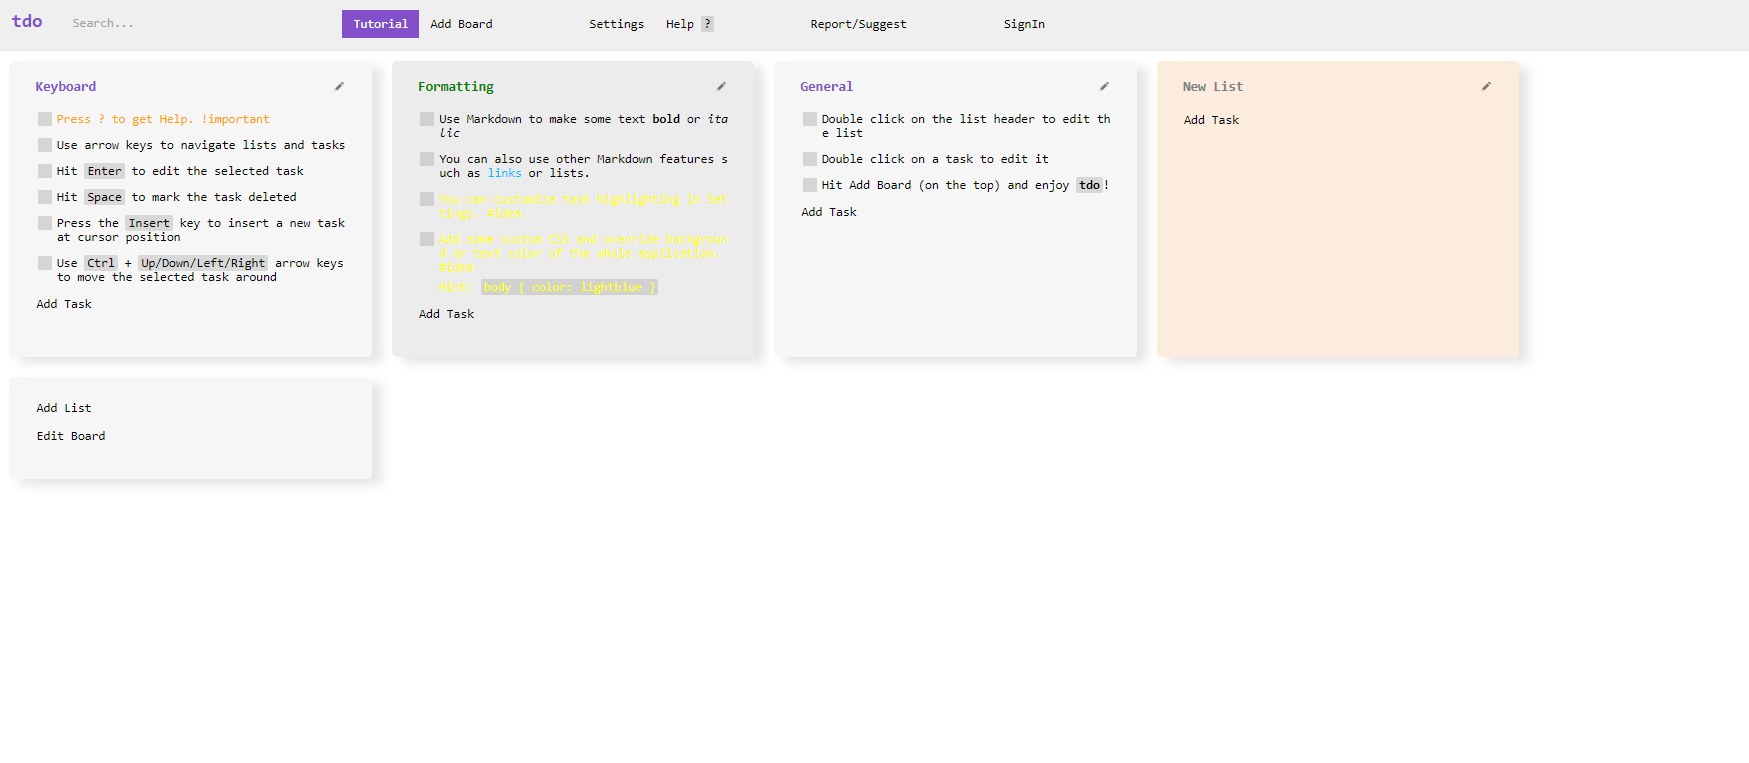 tdo Search... Tutorial Add Board Settings Help ? Report/Suggest SignIn
Keyboard
Press ? to get Help. !important
Use arrow keys to navigate lists and tasks
Hit Enter to edit the selected task
Hit Space to mark the task deleted
Press the Insert key to insert a new task
at cursor position
Use Ctrl + Up/Down/Left/Right arrow keys
to move the selected task around
Add Task
Formatting
Use Markdown to make some text bold or ita
lic
You can also use other Markdown features s
uch as links or lists.
You can customize task highlighting in Set
tings. #idea
Add some custom CSS and override backgroun
d or text color of the whole application.
#idea
Hint: body { color: lightblue }
Add Task
General
Double click on the list header to edit th
e list
Double click on a task to edit it
Hit Add Board (on the top) and enjoy tdo!
Add Task
New List
Add Task
Add List
Edit Board